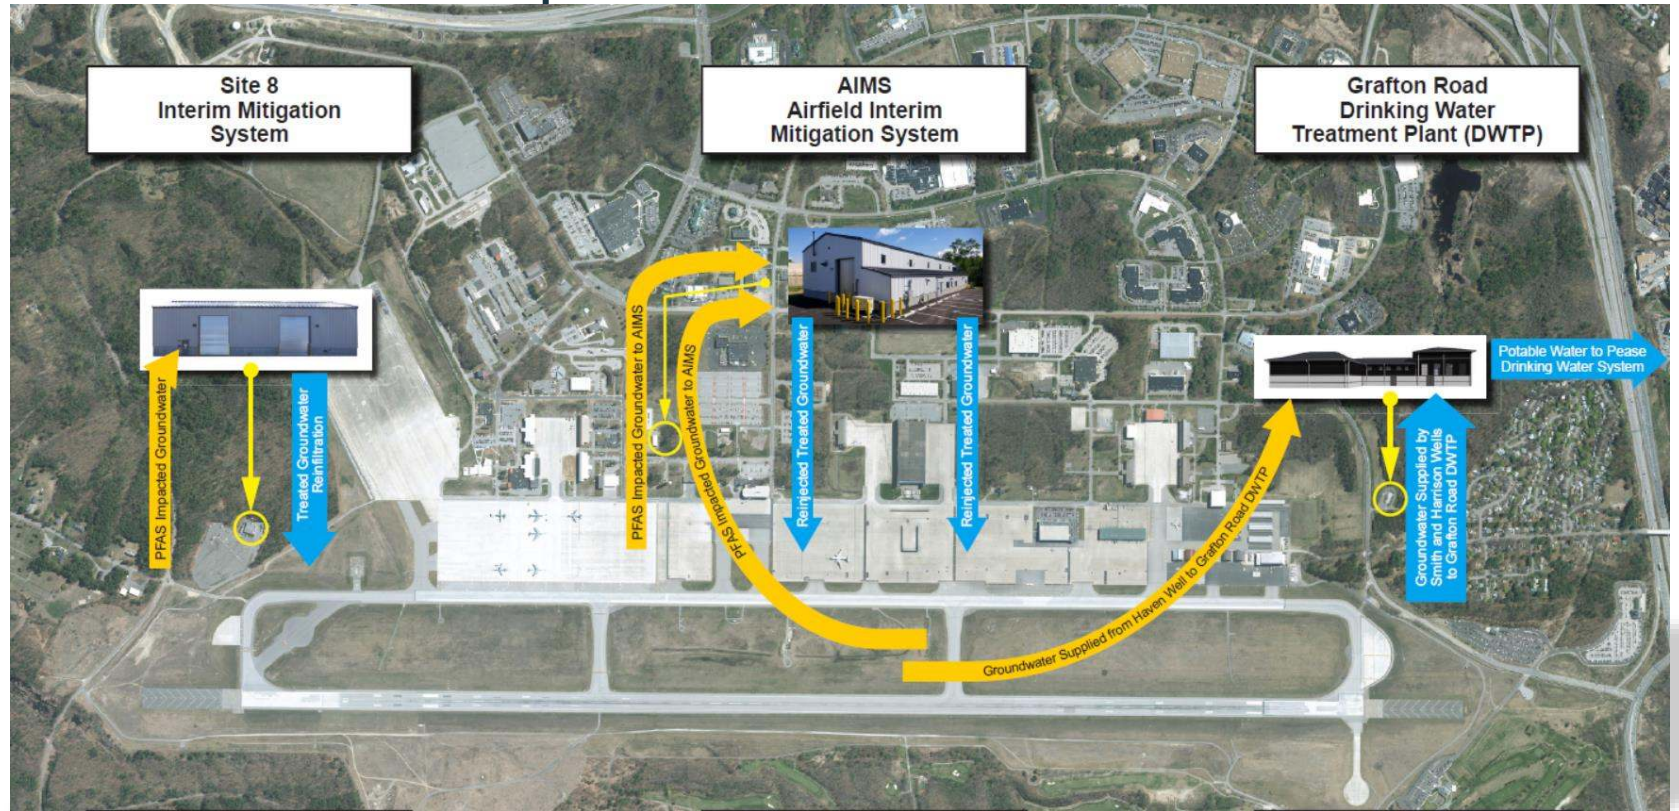 Site 8
Interim Mitigation
System
AIMS
Airfield Interim
Mitigation System
Grafton Road
Drinking Water
Treatment Plant (DWTP)
PFAS Impacted Groundwater
Treated Groundwater
Reinfiltration
PFAS Impacted Groundwater to AIMS
PFAS Impacted Groundwater to AIMS
Reinjected Treated Groundwater
Reinjected Treated Groundwater
Groundwater Supplied from Haven Well to Grafton Road DWTP
Potable Water to Pease
Drinking Water System
Groundwater Supplied by
Smith and Harrison Wells
to Grafton Road DWTP